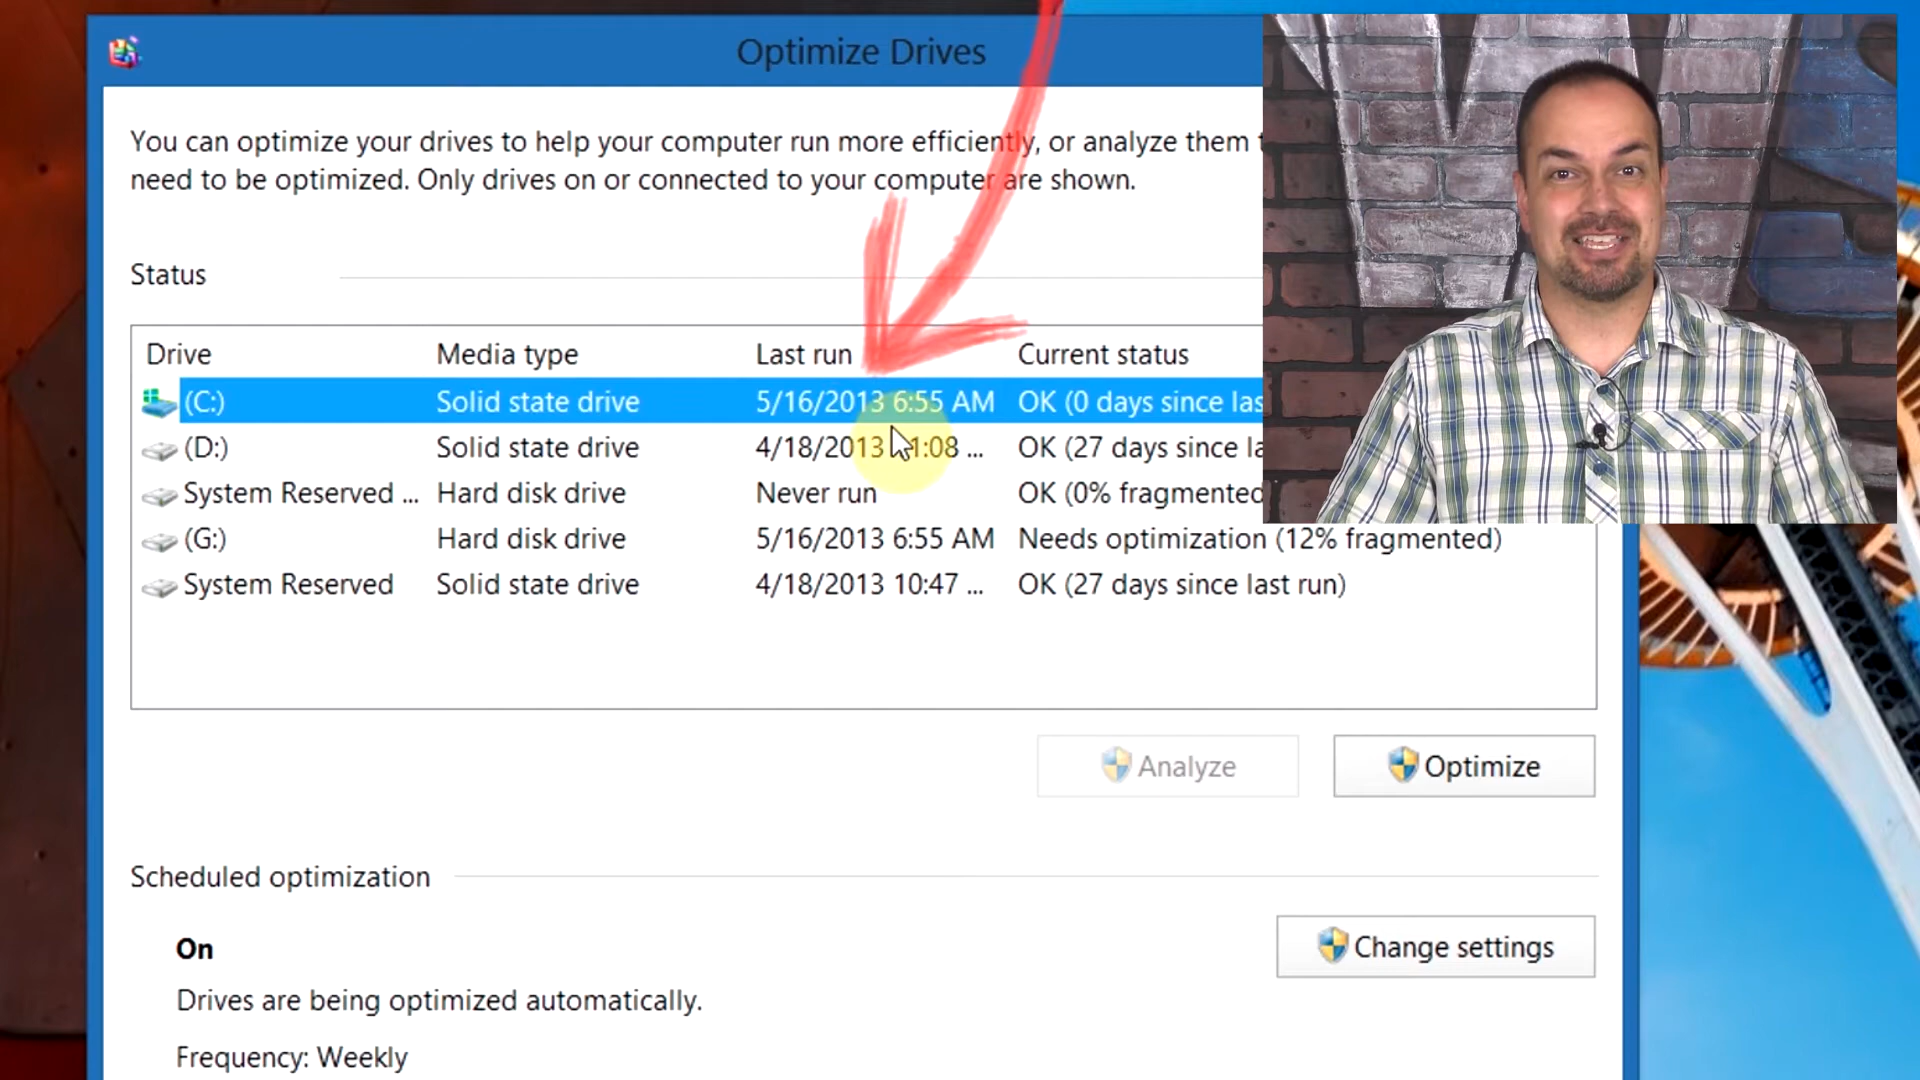 Optimize Drives
You can optimize your drives to help your computer run more efficiently, or analyze them
need to be optimized. Only drives on or connected to your computer are shown.
Status
Drive Media type Last run Current status
(C:) Solid state drive 5/16/2013 6:55 AM OK (0 days since las
(D:) Solid state drive 4/18/2013 1:08 ... OK (27 days since la
System Reserved ... Hard disk drive Never run OK (0% fragmented
(G:) Hard disk drive 5/16/2013 6:55 AM Needs optimization (12% fragmented)
System Reserved Solid state drive 4/18/2013 10:47 ... OK (27 days since last run)
Analyze Optimize
Scheduled optimization
On
Change settings
Drives are being optimized automatically.
Frequency: Weekly